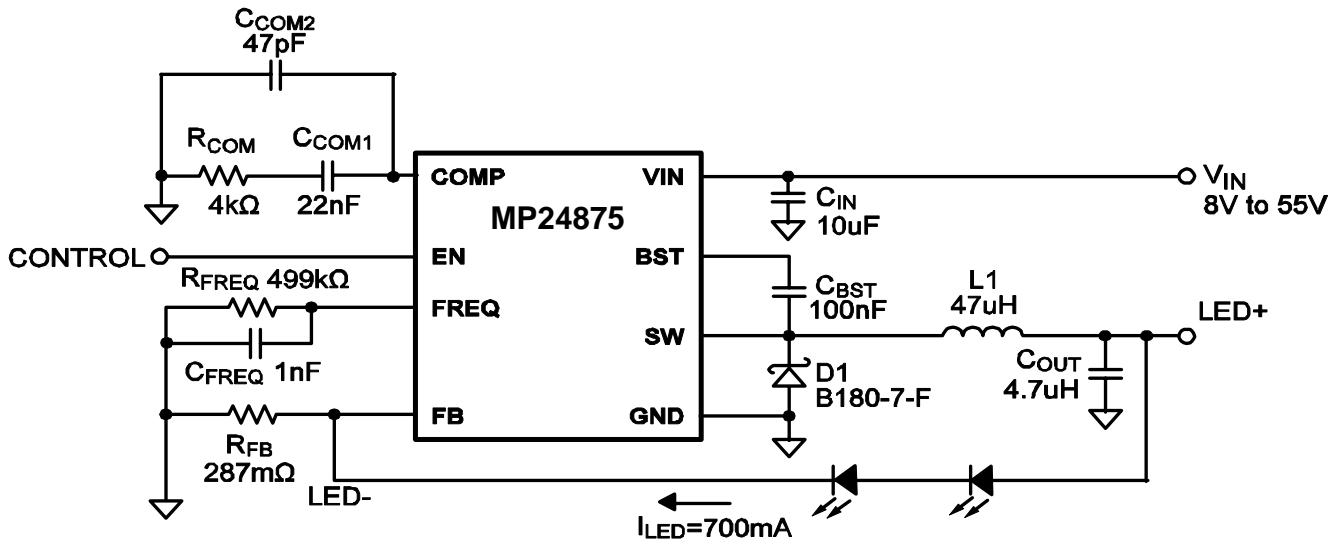 CCOM2
47pF
RCOM
4kΩ
CCOM1
22nF
COMP
VIN
MP24875
EN
BST
FREQ
SW
FB
GND
CIN
10uF
VIN
8V to 55V
CONTROL
RFREQ 499kΩ
CFREQ 1nF
CBST
100nF
L1
47uH
LED+
COUT
4.7uH
D1
B180-7-F
RFB
287mΩ
LED-
ILED=700mA